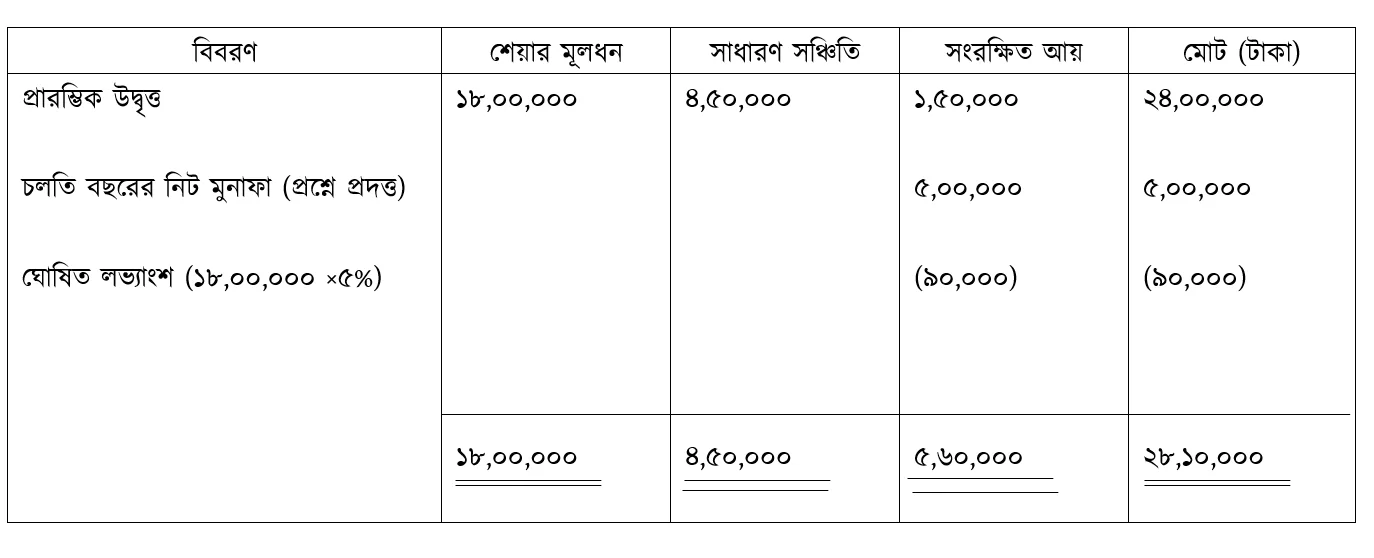 বিবরণ শেয়ার মূলধন সাধারণ সঞ্চিতি সংরক্ষিত আয় মোট (টাকা)
প্রারম্ভিক উদ্বৃত্ত ১৮,০০,০০০ ৪,৫০,০০০ ১,৫০,০০০ ২৪,০০,০০০
চলতি বছরের নিট মুনাফা (প্রশ্নে প্রদত্ত) ৫,০০,০০০ ৫,০০,০০০
ঘোষিত লভ্যাংশ (১৮,০০,০০০ ×৫%) (৯০,০০০) (৯০,০০০)
১৮,০০,০০০ ৪,৫০,০০০ ৫,৬০,০০০ ২৮,১০,০০০